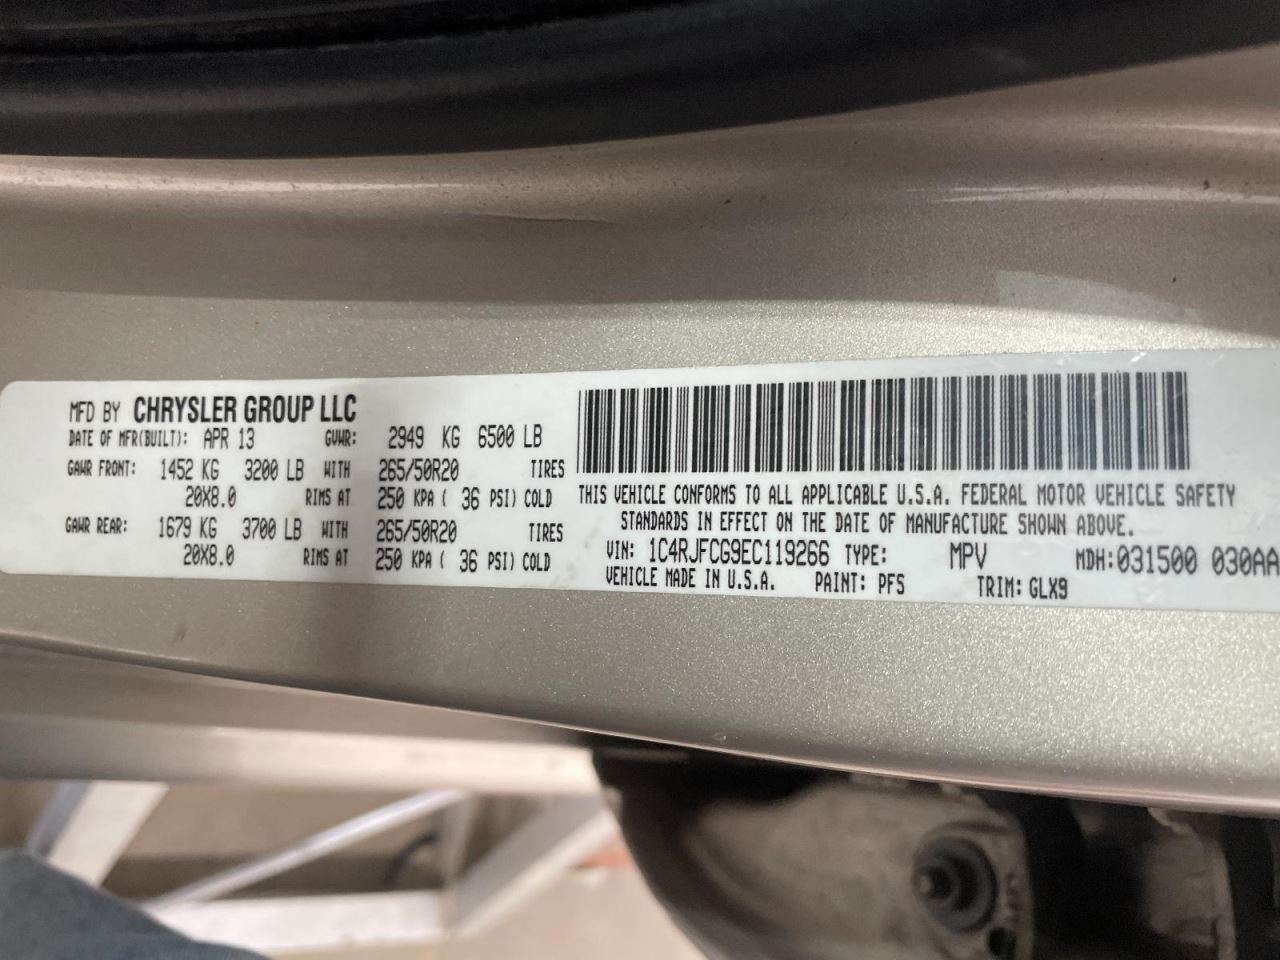 MFD BY CHRYSLER GROUP LLC
DATE OF MFR(BUILT): APR 13 GVWR: 2949 KG 6500 LB
GAWR FRONT: 1452 KG 3200 LB WITH 265/50R20 TIRES
20X8.0 RIMS AT 250 KPA ( 36 PSI) COLD
GAWR REAR: 1679 KG 3700 LB WITH 265/50R20 TIRES
20X8.0 RIMS AT 250 KPA ( 36 PSI) COLD
THIS VEHICLE CONFORMS TO ALL APPLICABLE U.S.A. FEDERAL MOTOR VEHICLE SAFETY
STANDARDS IN EFFECT ON THE DATE OF MANUFACTURE SHOWN ABOVE.
VIN: 1C4RJFCG9EC119266 TYPE: MPV MDH:031500 030AA
VEHICLE MADE IN U.S.A. PAINT: PFS TRIM: GLX9